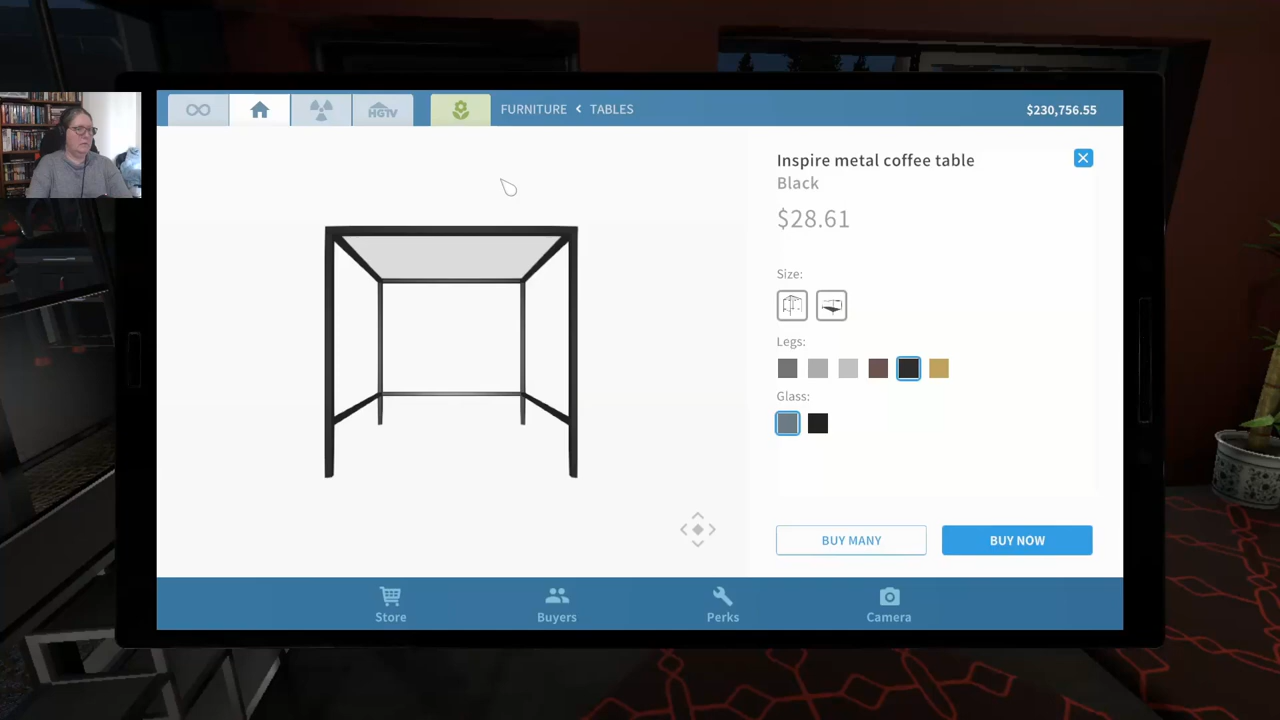 HGTV
FURNITURE < TABLES
$230,756.55
Inspire metal coffee table
Black
$28.61
Size:
Legs:
Glass:
BUY MANY
BUY NOW
Store
Buyers
Perks
Camera